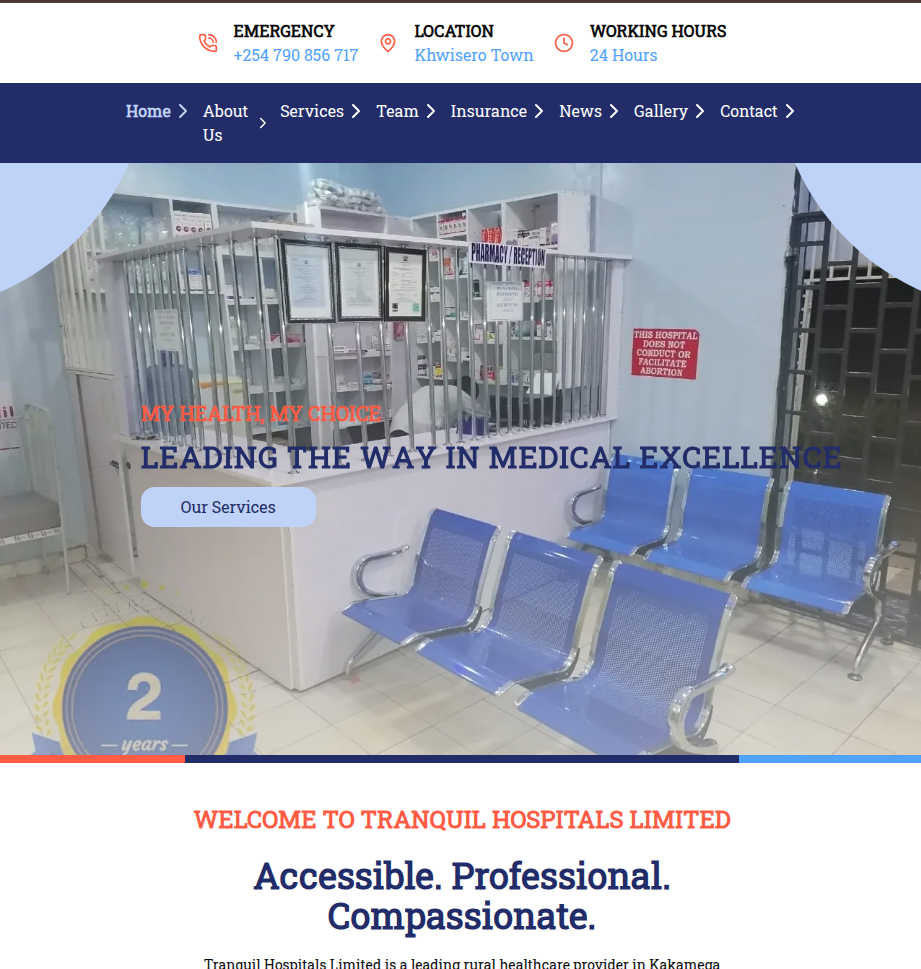 EMERGENCY
+254 790 856 717
LOCATION
Khwisero Town
WORKING HOURS
24 Hours
Home
About
Us
Services
Team
Insurance
News
Gallery
Contact
PHARMACY / RECEPTION
THIS HOSPITAL
DOES NOT
CONDUCT OR
FACILITATE
ABORTION
MY HEALTH, MY CHOICE
LEADING THE WAY IN MEDICAL EXCELLENCE
Our Services
2
years
WELCOME TO TRANQUIL HOSPITALS LIMITED
Accessible. Professional.
Compassionate.
Tranquil Hospitals Limited is a leading rural healthcare provider in Kakamega